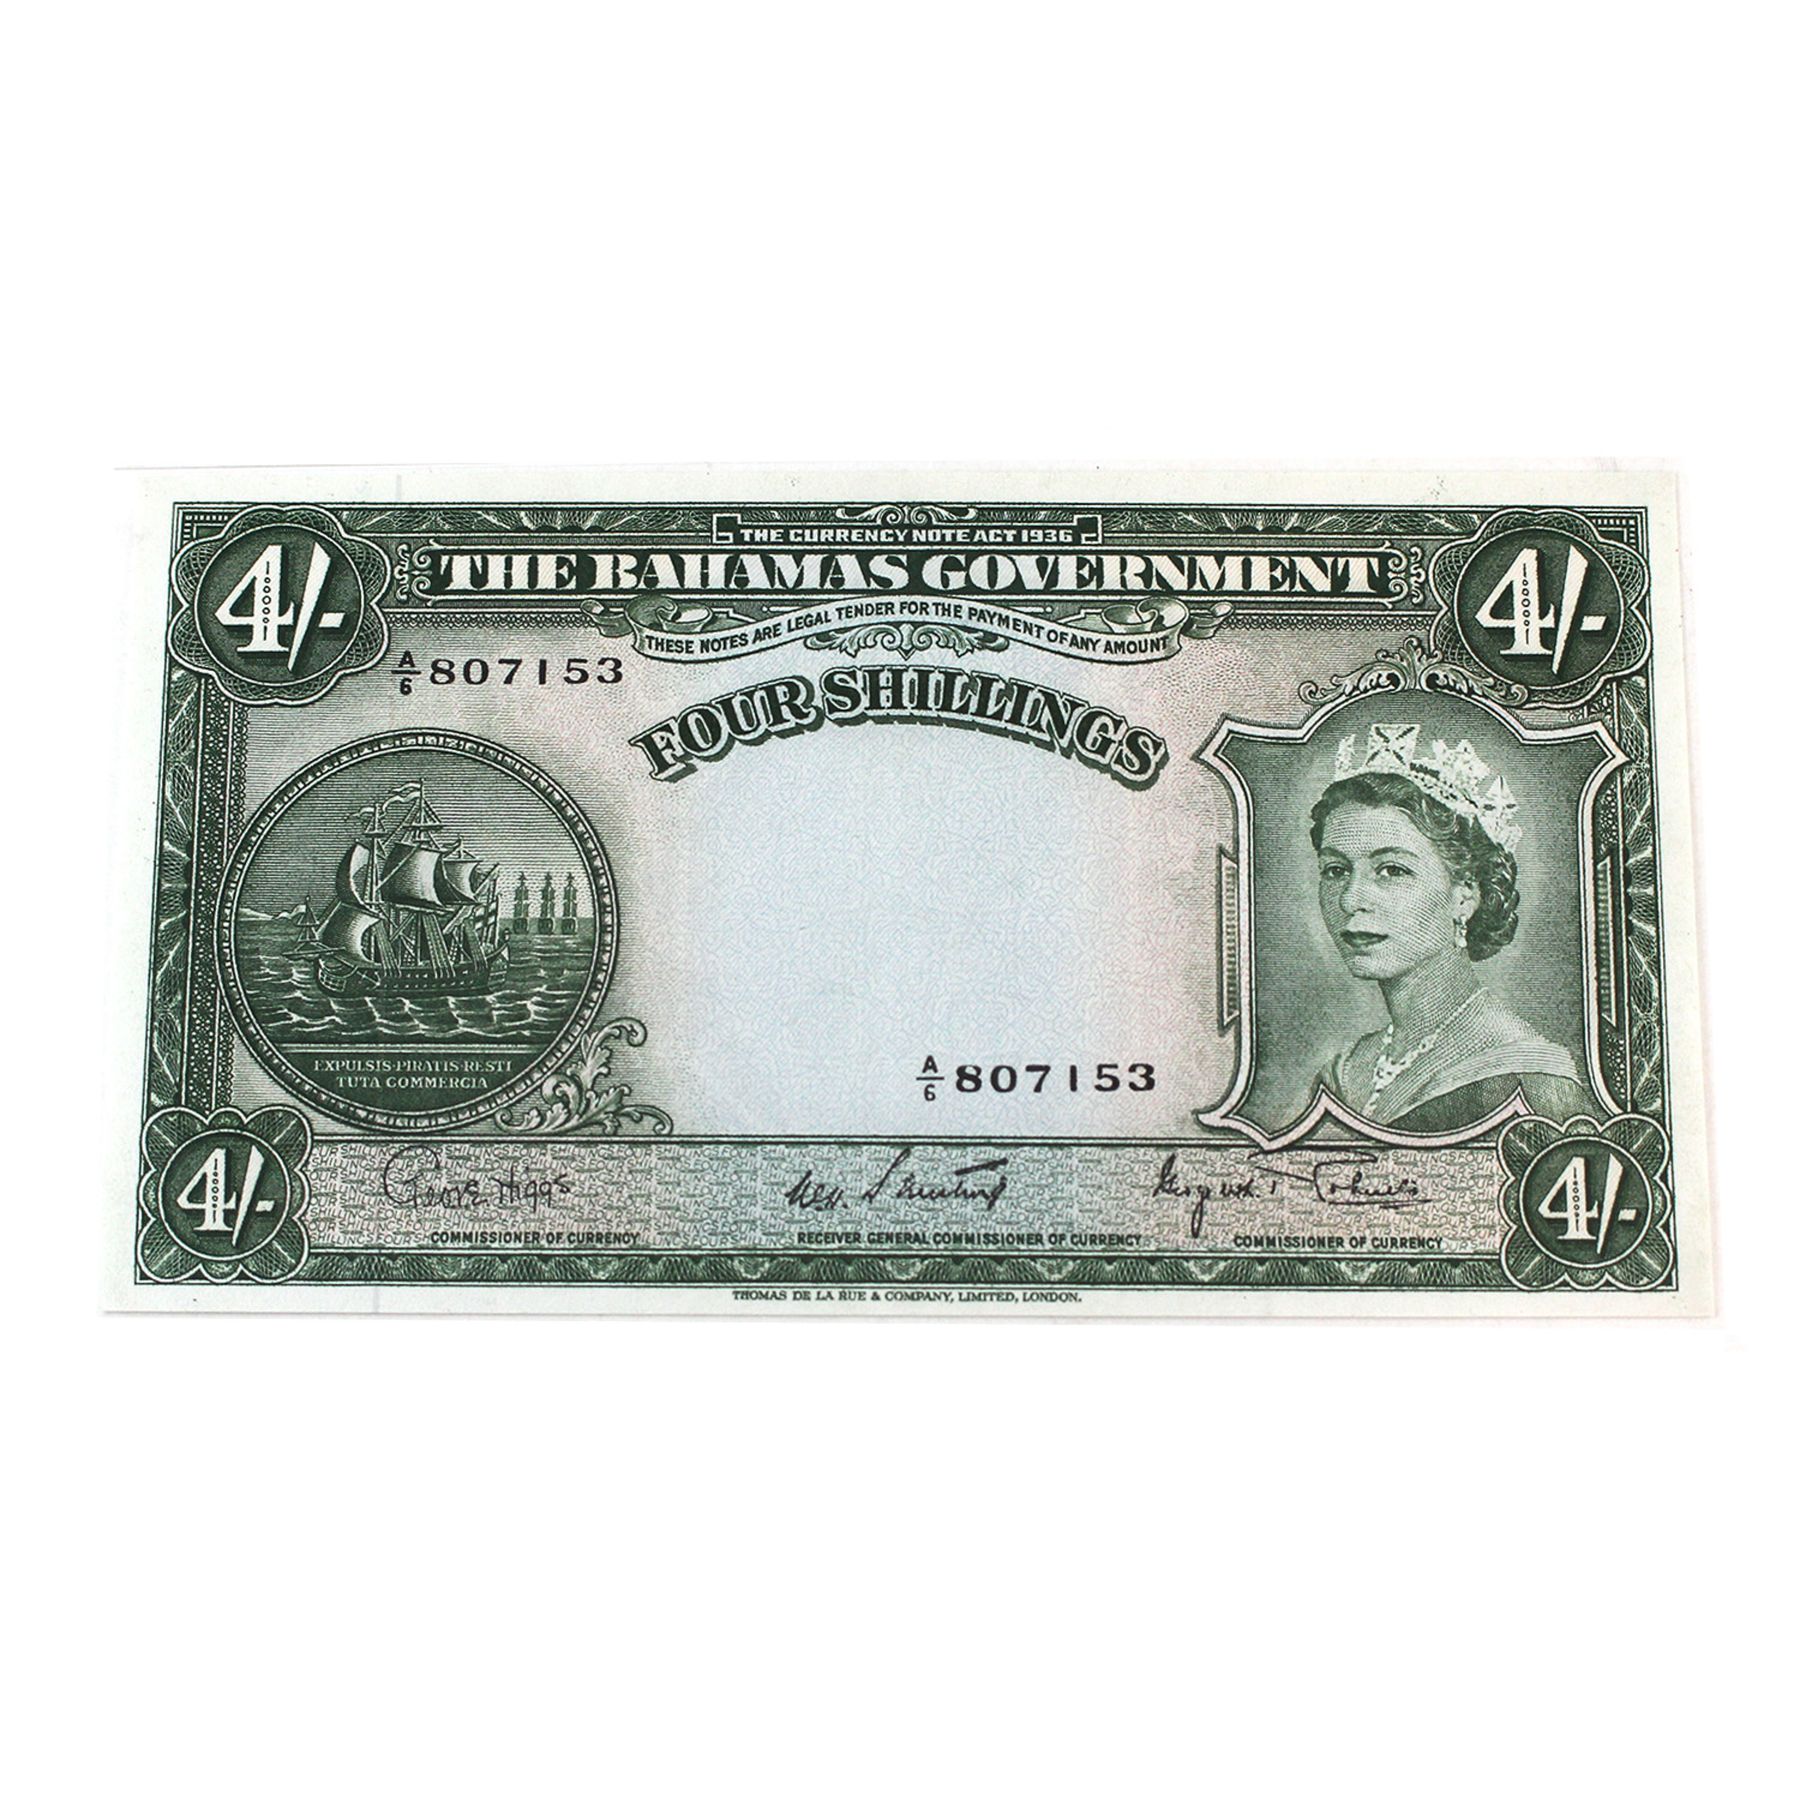 THE CURRENCY NOTE ACT 1936
THE BAHAMAS GOVERNMENT
4/-
4/-
THESE NOTES ARE LEGAL TENDER FOR THE PAYMENT OF ANY AMOUNT
A/6 807153
FOUR SHILLINGS
EXPULSIS·PIRATIS·RESTI
TUTA COMMERCIA
A/6 807153
4/-
George Higgs
4/-
COMMISSIONER OF CURRENCY
RECEIVER GENERAL COMMISSIONER OF CURRENCY
COMMISSIONER OF CURRENCY
THOMAS DE LA RUE & COMPANY, LIMITED, LONDON.